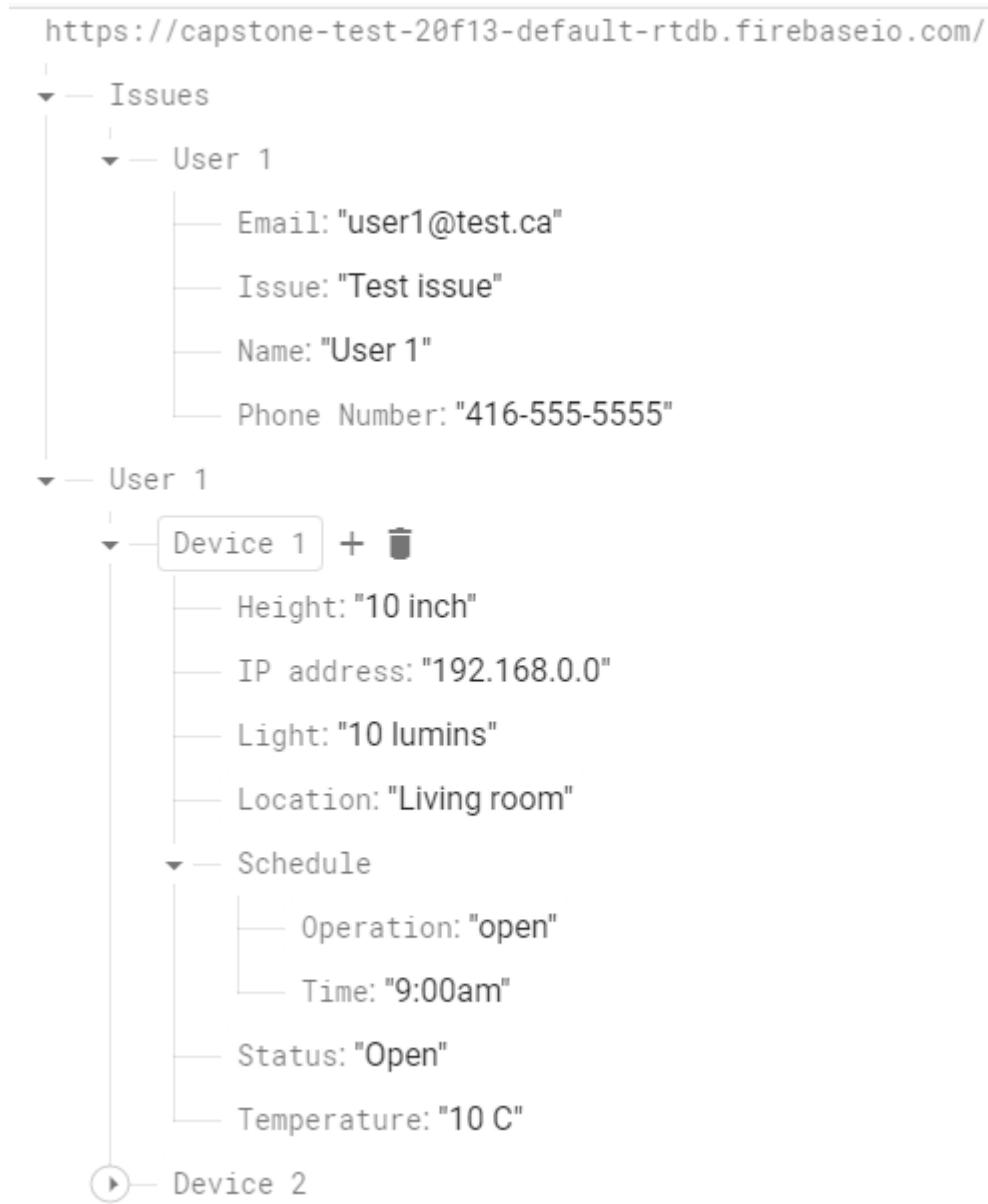 https://capstone-test-20f13-default-rtdb.firebaseio.com/
Issues
User 1
Email: "user1@test.ca"
Issue: "Test issue"
Name: "User 1"
Phone Number: "416-555-5555"
User 1
Device 1
Height: "10 inch"
IP address: "192.168.0.0"
Light: "10 lumins"
Location: "Living room"
Schedule
Operation: "open"
Time: "9:00am"
Status: "Open"
Temperature: "10 C"
Device 2